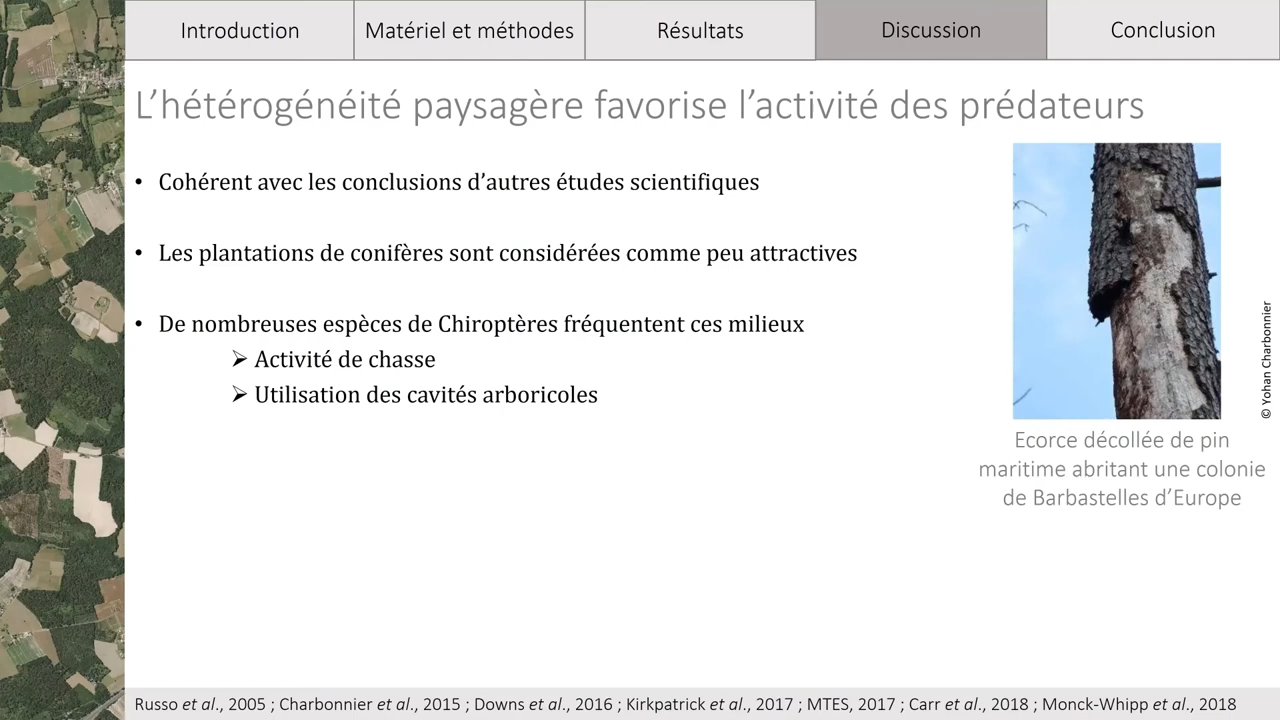 Introduction
Matériel et méthodes
Résultats
Discussion
Conclusion
L’hétérogénéité paysagère favorise l’activité des prédateurs
• Cohérent avec les conclusions d’autres études scientifiques
• Les plantations de conifères sont considérées comme peu attractives
• De nombreuses espèces de Chiroptères fréquentent ces milieux
➢ Activité de chasse
➢ Utilisation des cavités arboricoles
© Yohan Charbonnier
Ecorce décollée de pin
maritime abritant une colonie
de Barbastelles d’Europe
Russo et al., 2005 ; Charbonnier et al., 2015 ; Downs et al., 2016 ; Kirkpatrick et al., 2017 ; MTES, 2017 ; Carr et al., 2018 ; Monck-Whipp et al., 2018